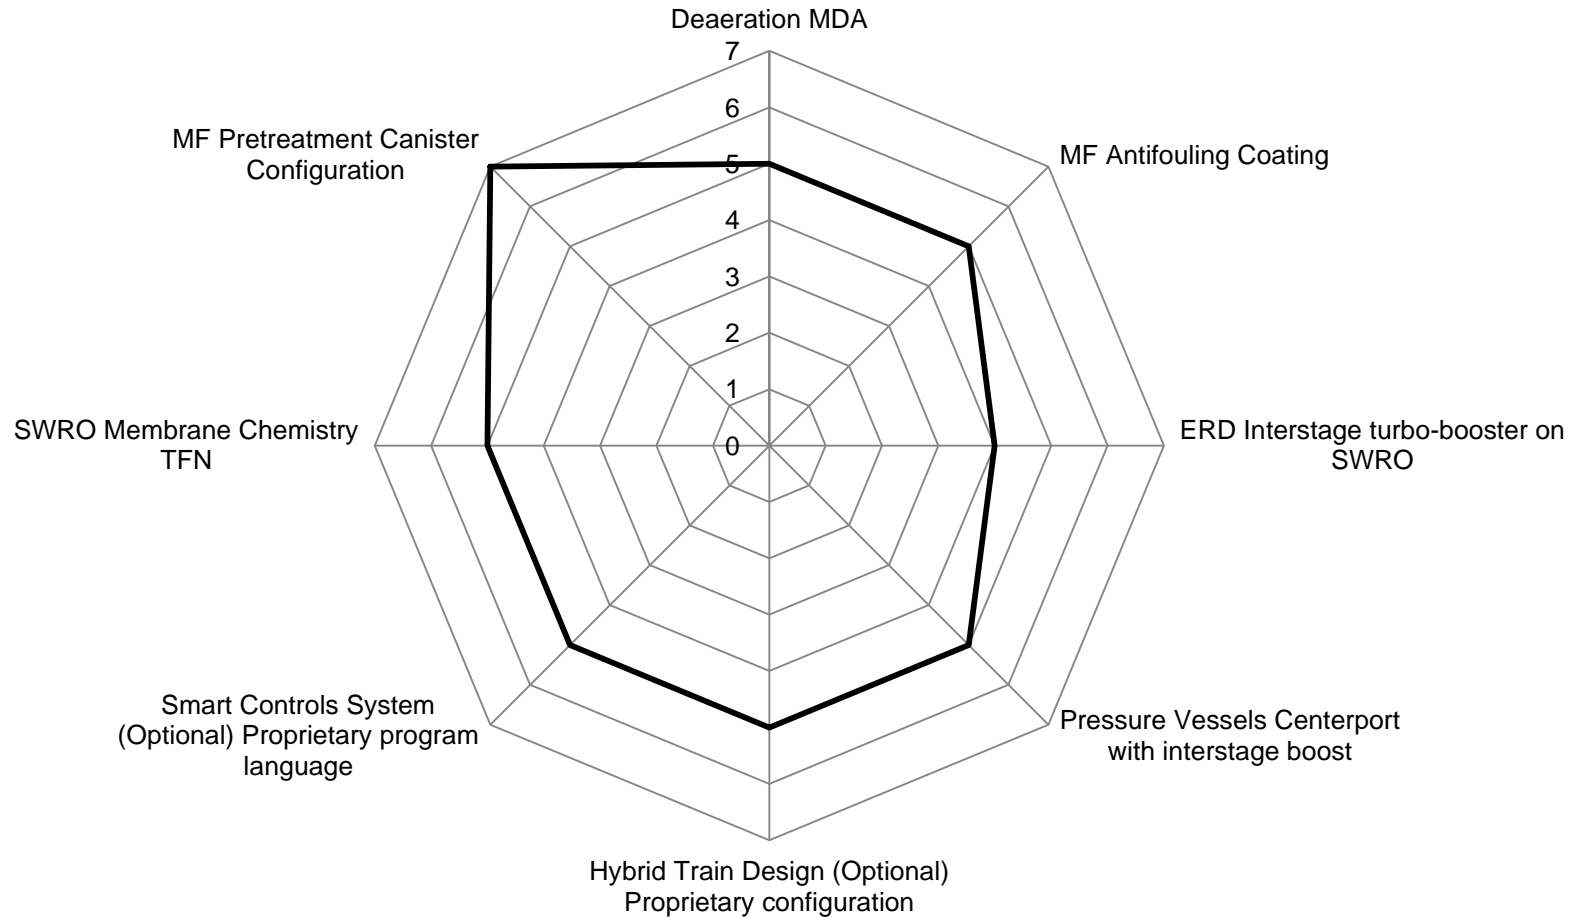 Deaeration MDA
7
6
5
4
3
2
1
0
MF Antifouling Coating
ERD Interstage turbo-booster on
SWRO
Pressure Vessels Centerport
with interstage boost
Hybrid Train Design (Optional)
Proprietary configuration
Smart Controls System
(Optional) Proprietary program
language
SWRO Membrane Chemistry
TFN
MF Pretreatment Canister
Configuration